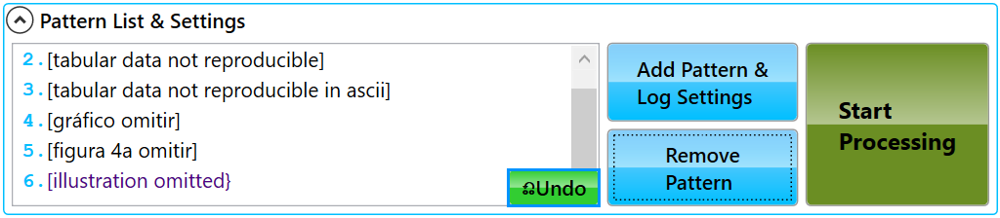 Pattern List & Settings
2. [tabular data not reproducible]
3. [tabular data not reproducible in ascii]
4. [gráfico omitir]
5. [figura 4a omitir]
6. [illustration omitted}
Undo
Add Pattern &
Log Settings
Remove
Pattern
Start
Processing